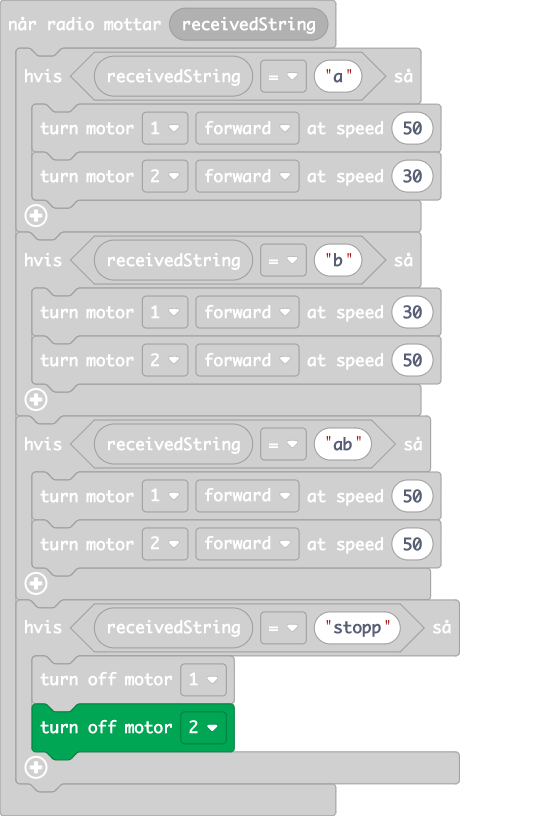 når radio mottar receivedString
hvis receivedString = "a" så
turn motor 1 forward at speed 50
turn motor 2 forward at speed 30
hvis receivedString = "b" så
turn motor 1 forward at speed 30
turn motor 2 forward at speed 50
hvis receivedString = "ab" så
turn motor 1 forward at speed 50
turn motor 2 forward at speed 50
hvis receivedString = "stopp" så
turn off motor 1
turn off motor 2